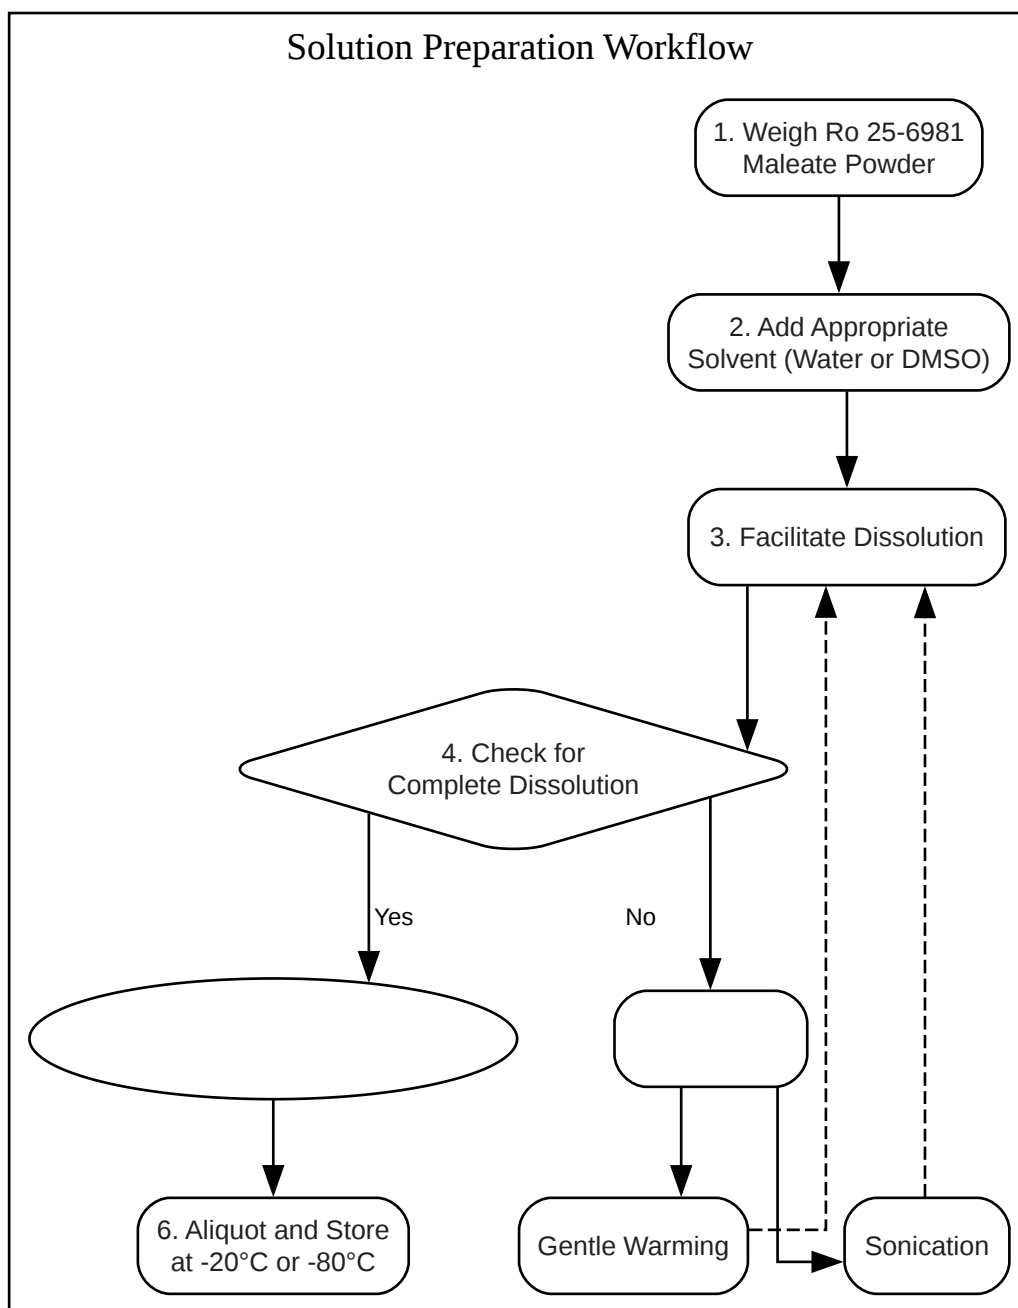 Solution Preparation Workflow
1. Weigh Ro 25-6981
Maleate Powder
2. Add Appropriate
Solvent (Water or DMSO)
3. Facilitate Dissolution
4. Check for
Complete Dissolution
Yes
No
6. Aliquot and Store
at -20°C or -80°C
Gentle Warming
Sonication